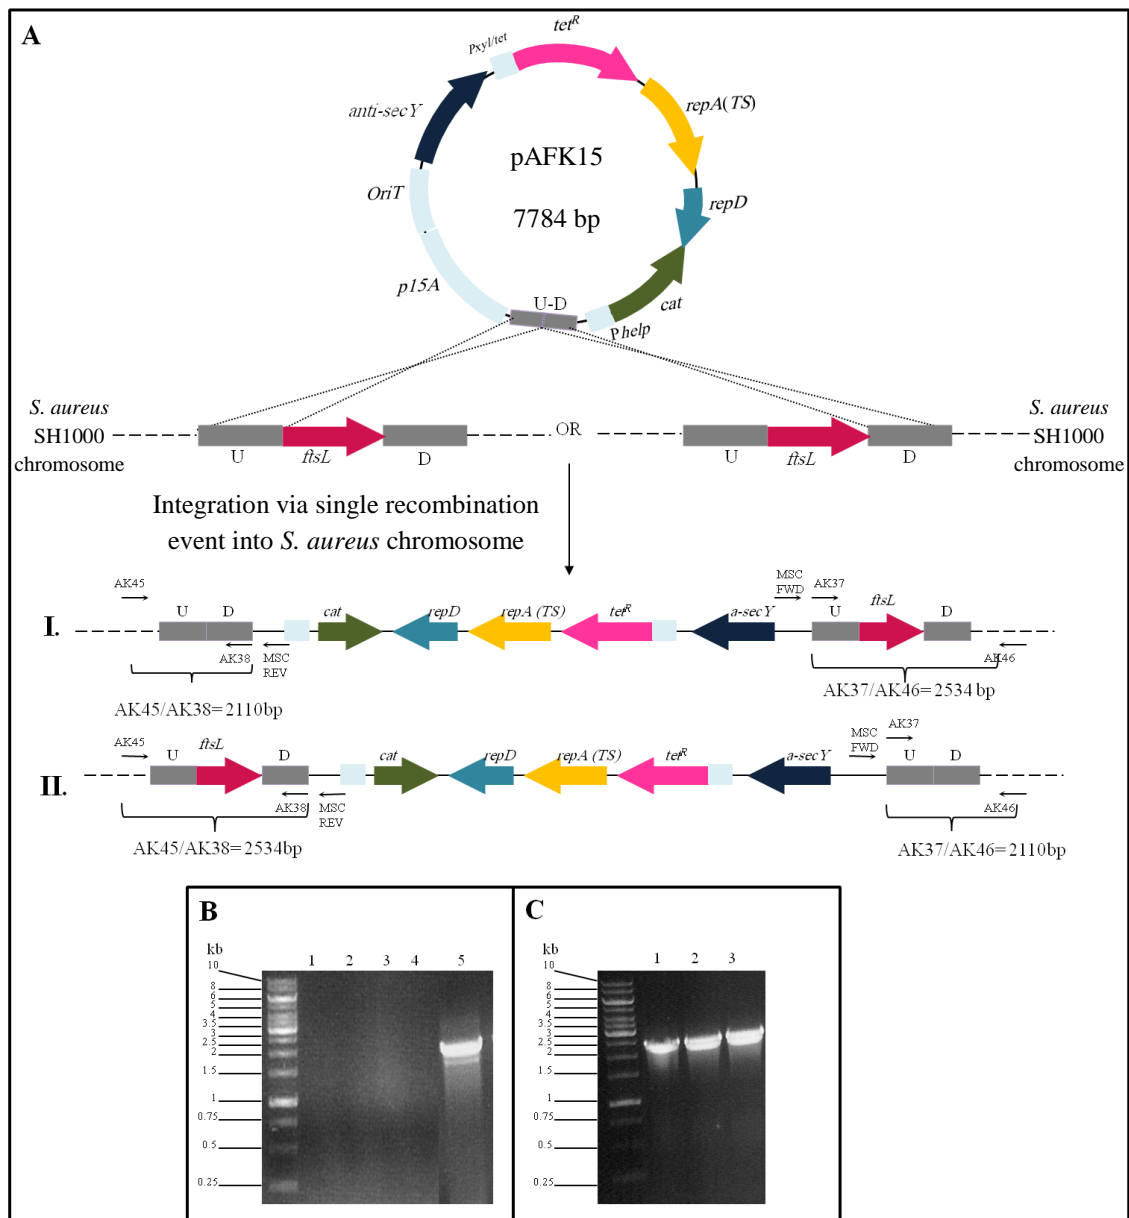 A
Pxyl/tet
tetR
anti-secY
repA(TS)
pAFK15
7784 bp
OriT
repD
p15A
U-D
cat
Phelp
S. aureus
SH1000
chromosome
U
ftsL
D
OR
U
ftsL
D
S. aureus
SH1000
chromosome
Integration via single recombination
event into S. aureus chromosome
I.
AK45
U
D
cat
repD
repA (TS)
tetR
a-secY
MSC
FWD
AK37
U
ftsL
D
AK38
MSC
REV
AK46
AK45/AK38=2110bp
AK37/AK46=2534bp
II.
AK45
U
ftsL
D
cat
repD
repA (TS)
tetR
a-secY
MSC
FWD
AK37
U
D
AK38
MSC
REV
AK46
AK45/AK38=2534bp
AK37/AK46=2110bp
B
kb
1 2 3 4 5
10
8
6
5
4
3.5
3
2.5
2
1.5
1
0.75
0.5
0.25
C
kb
1 2 3
10
8
6
5
4
3.5
3
2.5
2
1.5
1
0.75
0.5
0.25